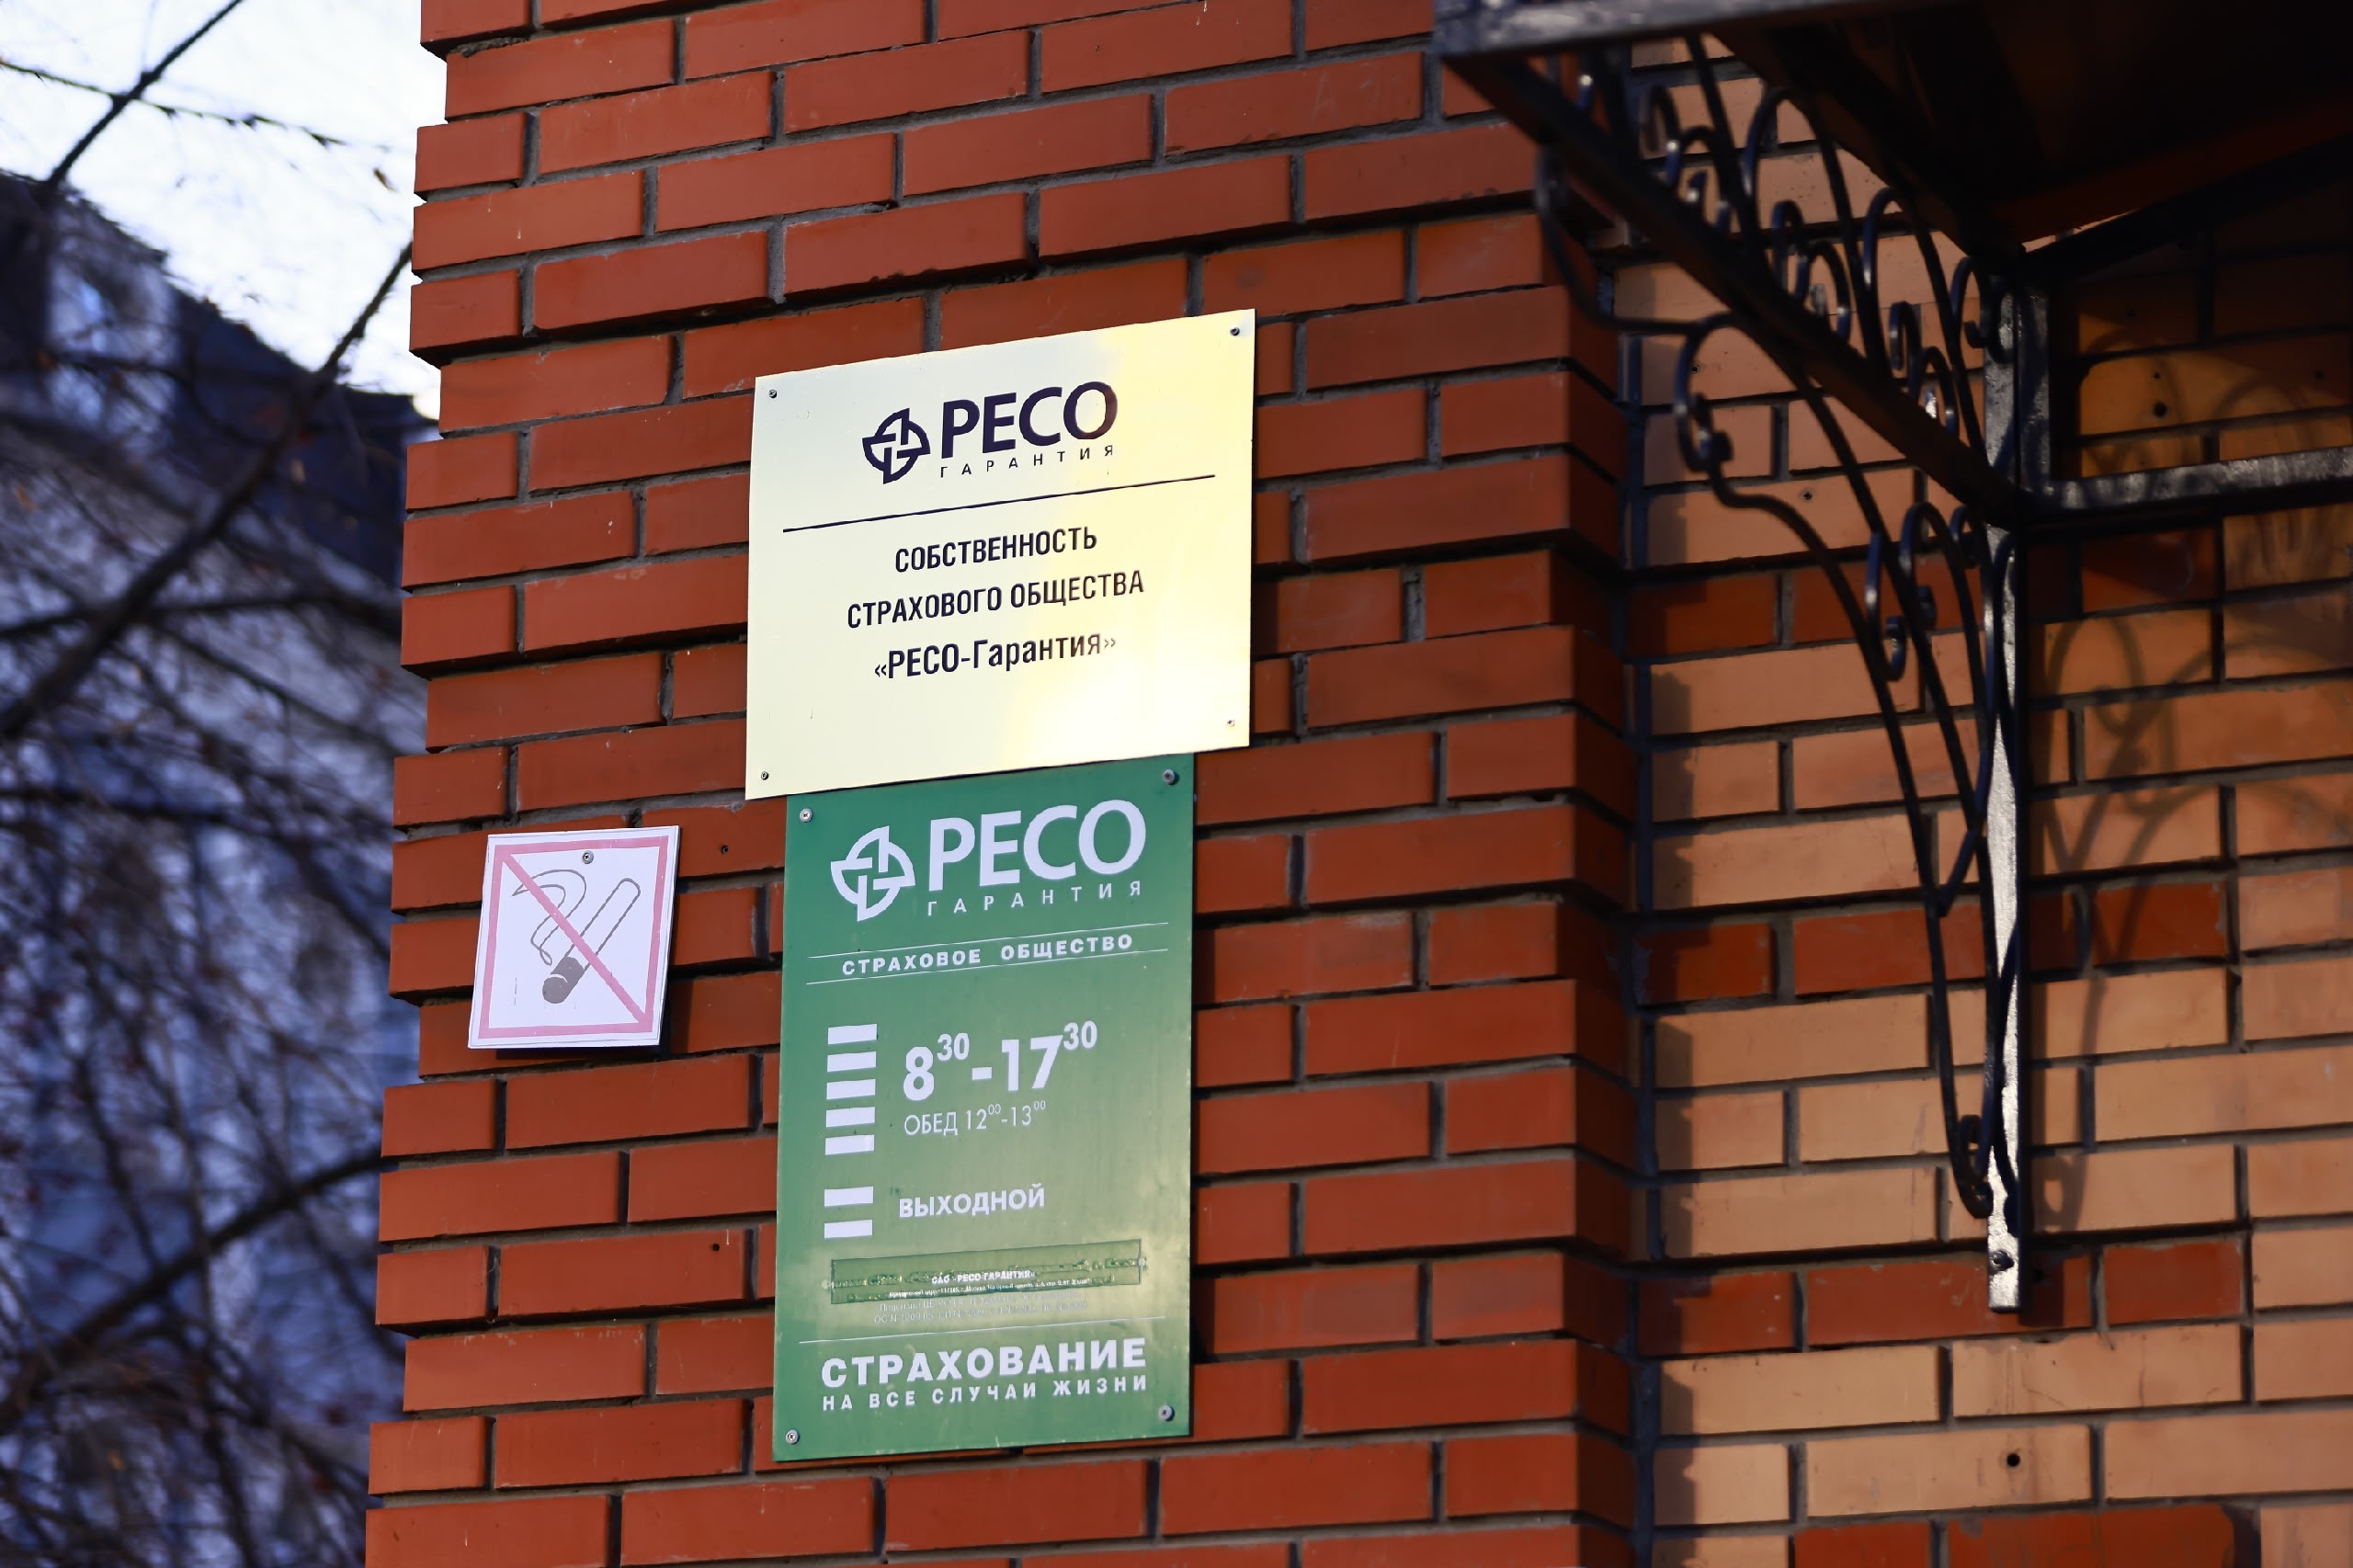 РЕСО
ГАРАНТИЯ
СОБСТВЕННОСТЬ
СТРАХОВОГО ОБЩЕСТВА
«РЕСО-Гарантия»
РЕСО
ГАРАНТИЯ
СТРАХОВОЕ ОБЩЕСТВО
8³⁰-17³⁰
ОБЕД 12⁰⁰-13⁰⁰
ВЫХОДНОЙ
САО «РЕСО-ГАРАНТИЯ»
СТРАХОВАНИЕ
НА ВСЕ СЛУЧАИ ЖИЗНИ